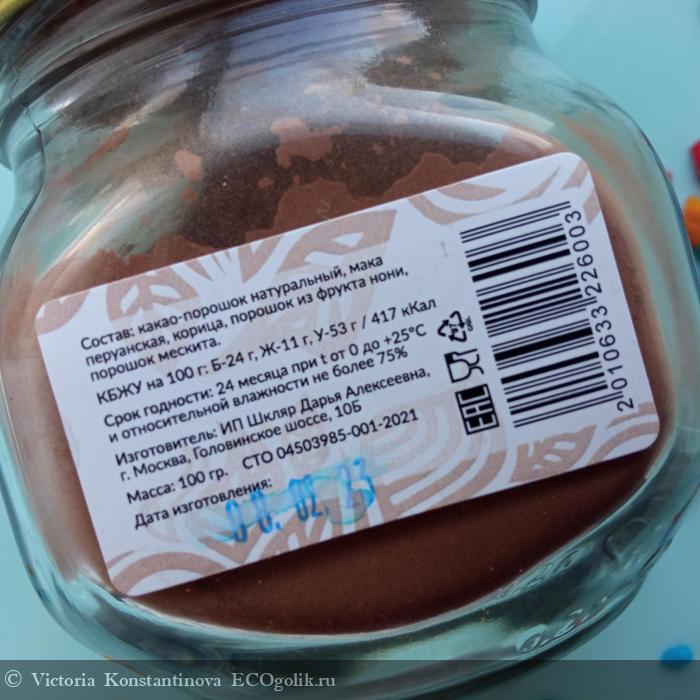 Состав: какао-порошок натуральный, мака
перуанская, корица, порошок из фрукта нони,
порошок мескита.
КБЖУ на 100 г: Б-24 г, Ж-11 г, У-53 г / 417 кКал
Срок годности: 24 месяца при t от 0 до +25°С
и относительной влажности не более 75%
Изготовитель: ИП Шкляр Дарья Алексеевна,
г. Москва, Головинское шоссе, 10Б
Масса: 100 гр. СТО 04503985-001-2021
Дата изготовления:
02. 23
EAC
2 010633 226003
© Victoria Konstantinova ECOgolik.ru